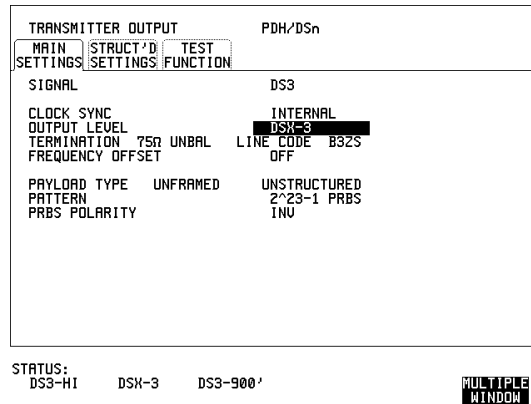 TRANSMITTER OUTPUT PDH/DSn
MAIN SETTINGS STRUCT'D SETTINGS TEST FUNCTION
SIGNAL DS3
CLOCK SYNC INTERNAL
OUTPUT LEVEL DSX-3
TERMINATION 75Ω UNBAL LINE CODE B3ZS
FREQUENCY OFFSET OFF
PAYLOAD TYPE UNFRAMED UNSTRUCTURED
PATTERN 2^23-1 PRBS
PRBS POLARITY INV
STATUS:
DS3-HI DSX-3 DS3-900' MULTIPLE WINDOW